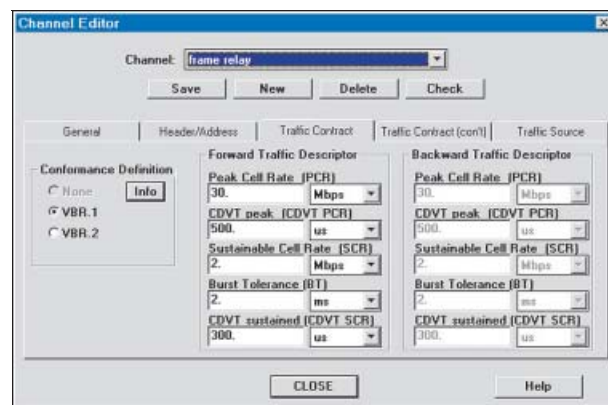 Channel Editor
Channel: frame relay
Save New Delete Check
General Header/Address Traffic Contract Traffic Contract (con't) Traffic Source
Conformance Definition
None Info
VBR.1
VBR.2
Forward Traffic Descriptor
Peak Cell Rate (PCR)
30. Mbps
CDVT peak (CDVT PCR)
500. us
Sustainable Cell Rate (SCR)
2. Mbps
Burst Tolerance (BT)
2. ms
CDVT sustained (CDVT SCR)
300. us
Backward Traffic Descriptor
Peak Cell Rate (PCR)
30. Mbps
CDVT peak (CDVT PCR)
500. us
Sustainable Cell Rate (SCR)
2. Mbps
Burst Tolerance (BT)
2. ms
CDVT sustained (CDVT SCR)
300. us
CLOSE Help